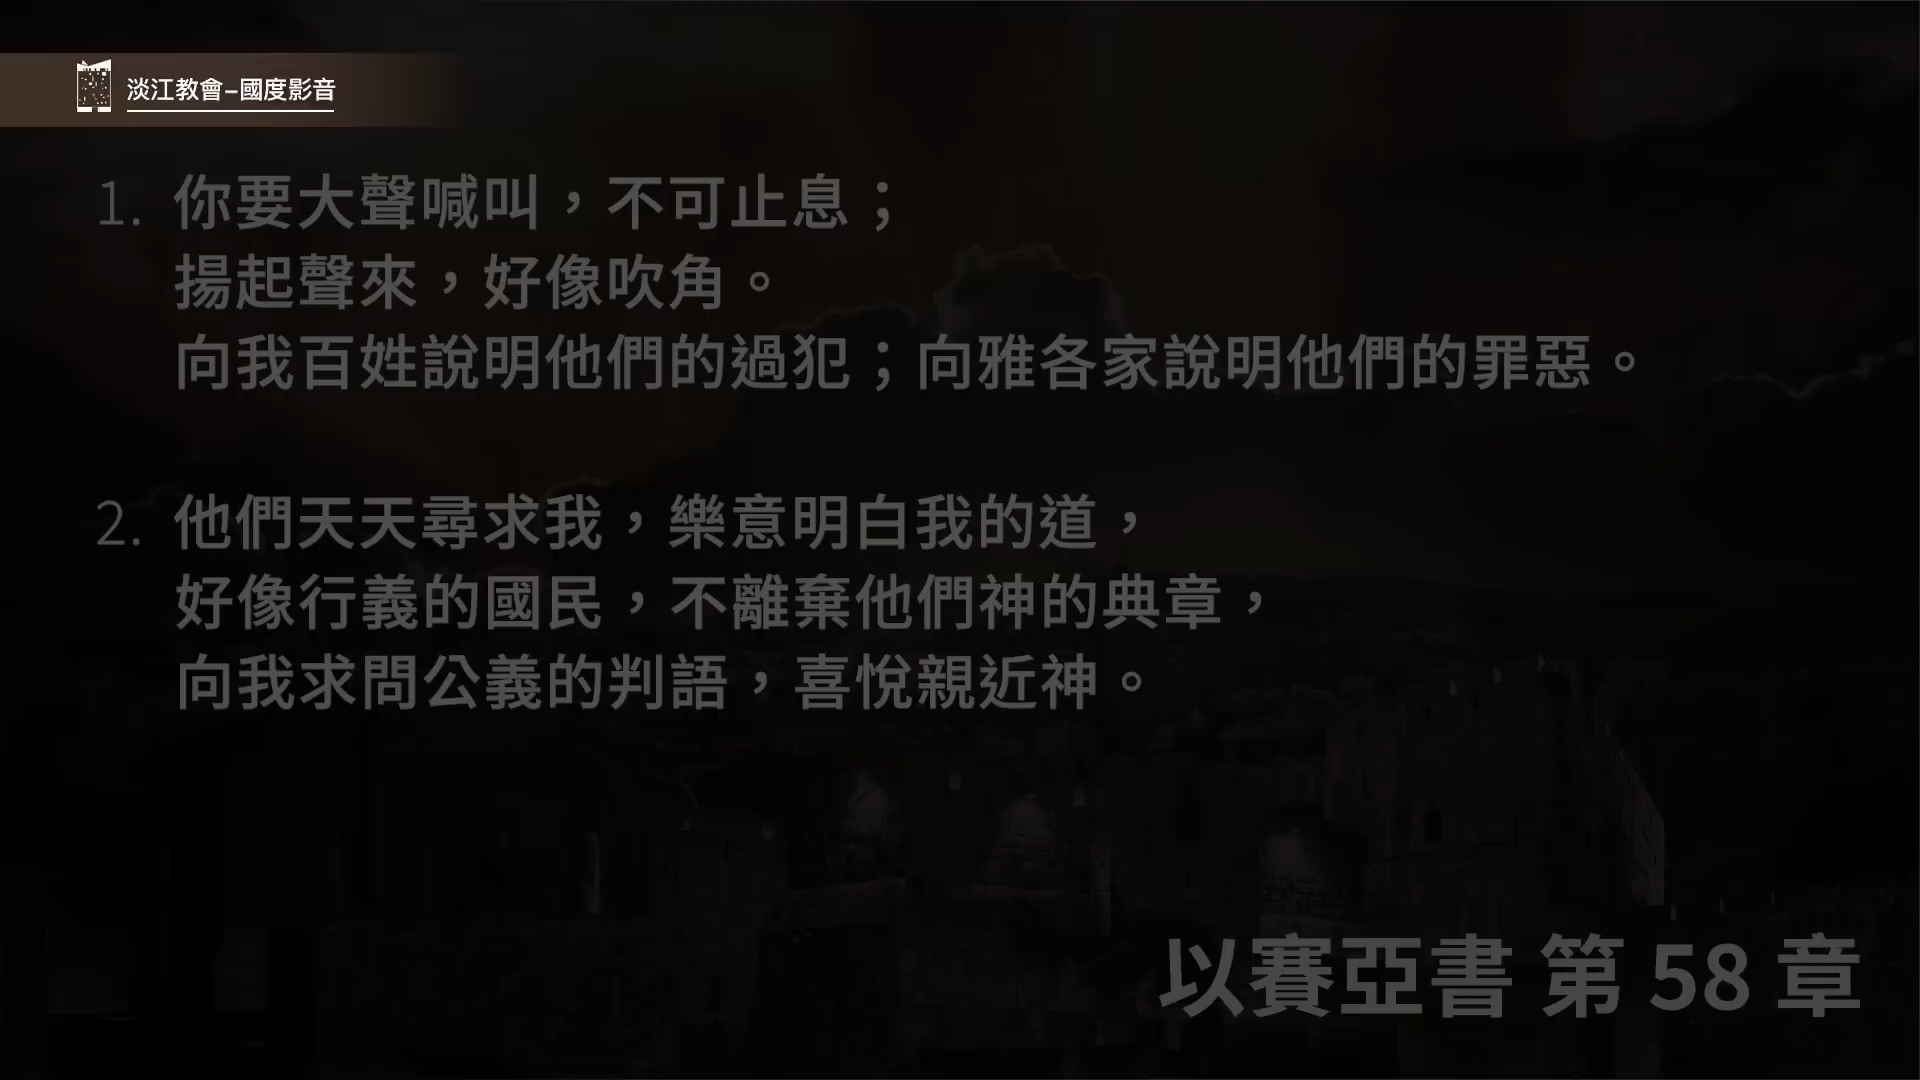 淡江教會–國度影音
1. 你要大聲喊叫，不可止息；
揚起聲來，好像吹角。
向我百姓說明他們的過犯；向雅各家說明他們的罪惡。
2. 他們天天尋求我，樂意明白我的道，
好像行義的國民，不離棄他們神的典章，
向我求問公義的判語，喜悅親近神。
以賽亞書 第 58 章